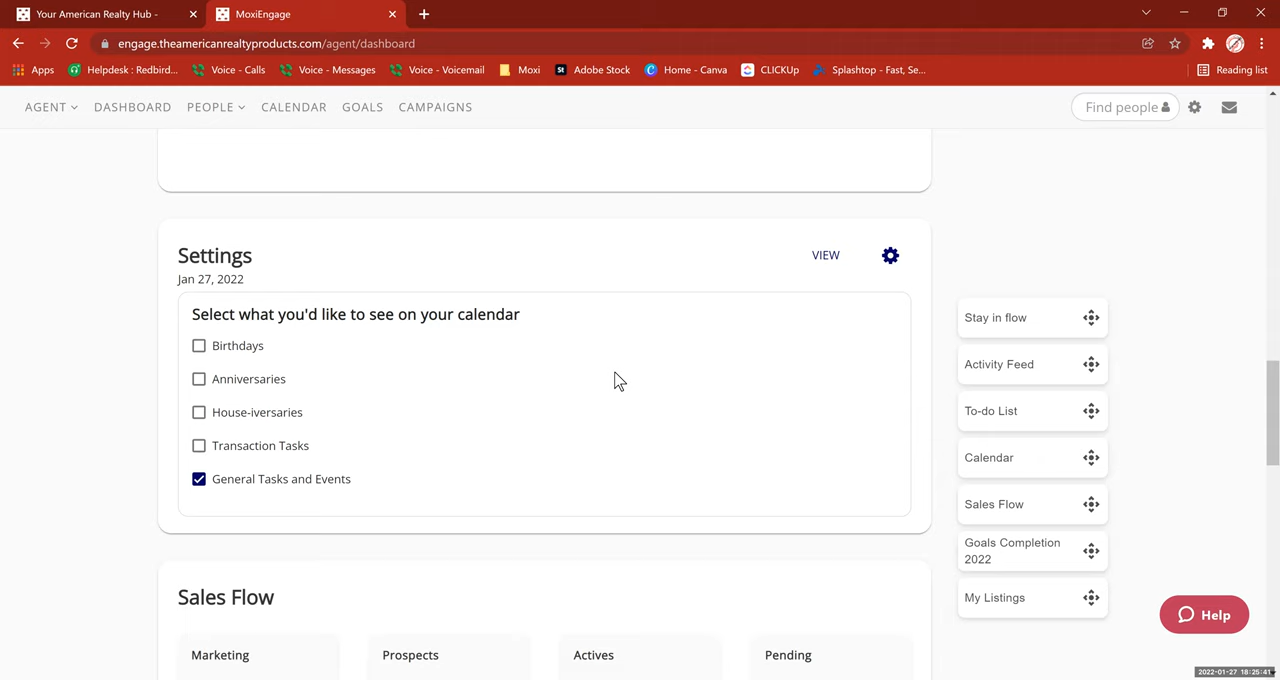 Your American Realty Hub -
MoxiEngage
engage.theamericanrealtyproducts.com/agent/dashboard
Apps
Helpdesk : Redbird...
Voice - Calls
Voice - Messages
Voice - Voicemail
Moxi
St
Adobe Stock
C
Home - Canva
CLICKUp
Splashtop - Fast, Se...
Reading list
AGENT
DASHBOARD
PEOPLE
CALENDAR
GOALS
CAMPAIGNS
Find people
Settings
VIEW
Jan 27, 2022
Select what you'd like to see on your calendar
Birthdays
Anniversaries
House-iversaries
Transaction Tasks
General Tasks and Events
Stay in flow
Activity Feed
To-do List
Calendar
Sales Flow
Goals Completion
2022
My Listings
Help
Sales Flow
Marketing
Prospects
Actives
Pending
2022-01-27 18:25:41